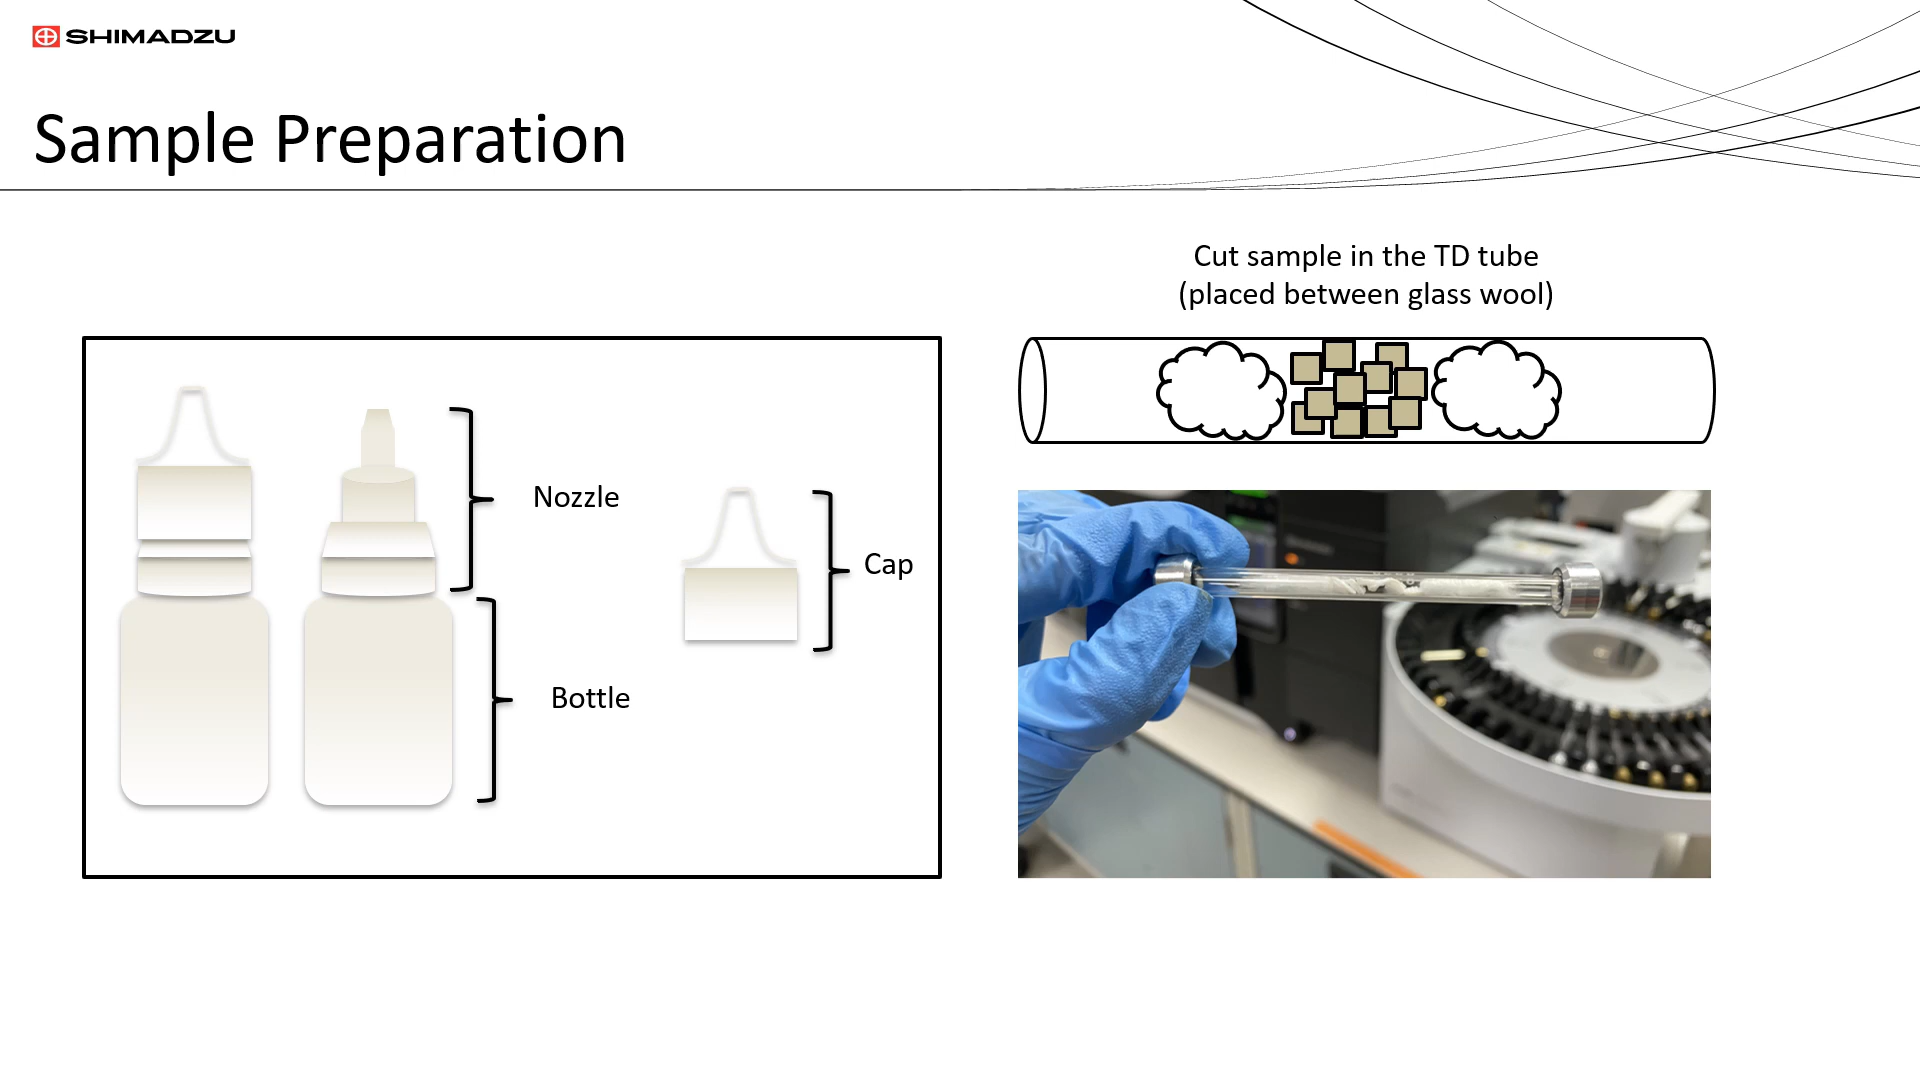 SHIMADZU
Sample Preparation
Cut sample in the TD tube
(placed between glass wool)
Nozzle
Cap
Bottle